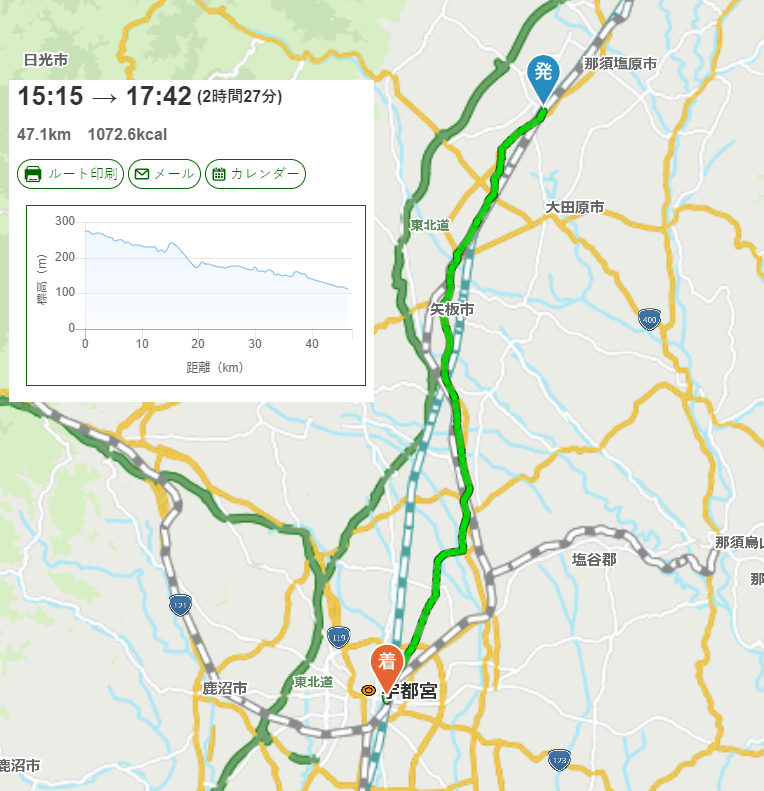 日光市
15:15 → 17:42 (2時間27分)
47.1km 1072.6kcal
ルート印刷 メール カレンダー
300
200
100
0
標高（m）
0 10 20 30 40
距離（km）
発
那須塩原市
大田原市
東北道
矢板市
400
那須烏山
塩谷郡
那
121
119
着
宇都宮
東北道
鹿沼市
鹿沼市
123